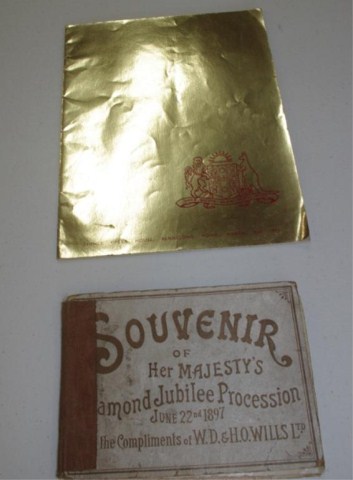 SOUVENIR
OF
HER MAJESTY'S
amond Jubilee Procession
JUNE 22ND 1897
the Compliments of W.D. & H.O. WILLS LTD